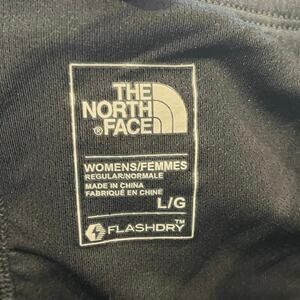 THE
NORTH
®FACE
WOMENS/FEMMES
REGULAR/NORMALE
MADE IN CHINA
FABRIQUÉ EN CHINE
L/G
FLASHDRY™